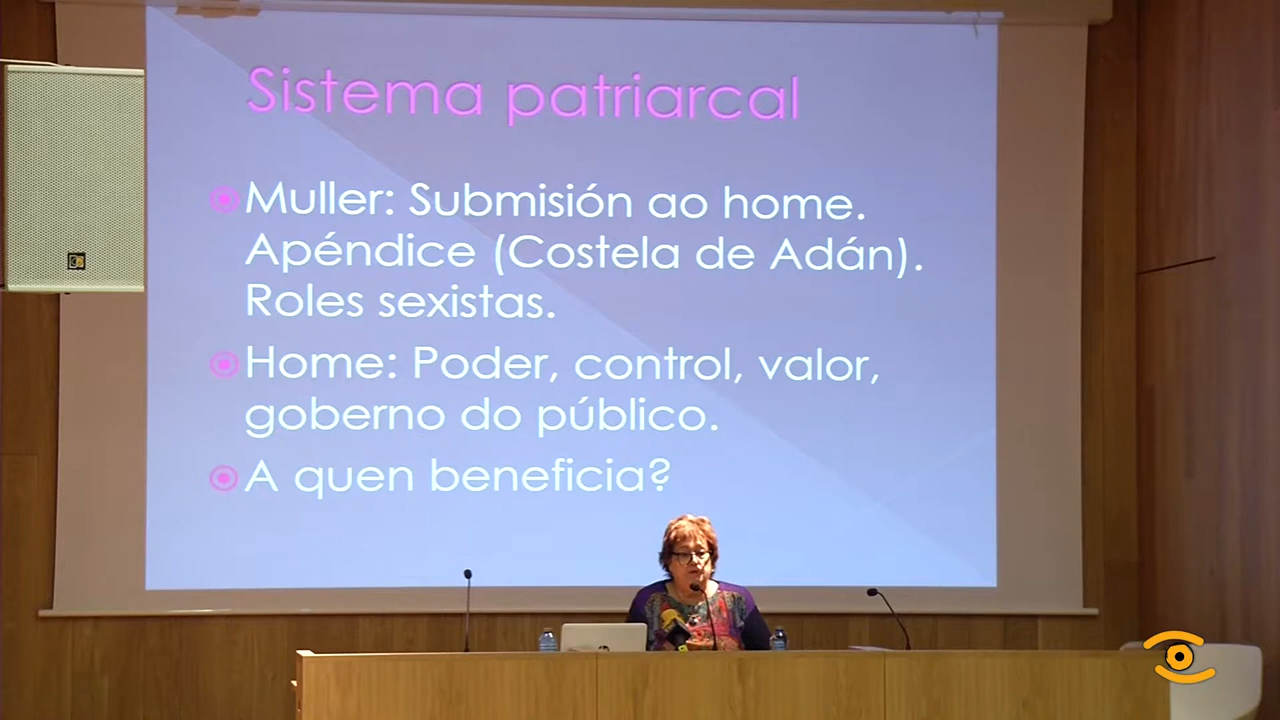 Sistema patriarcal
Muller: Submisión ao home.
Apéndice (Costela de Adán).
Roles sexistas.
Home: Poder, control, valor,
goberno do público.
A quen beneficia?